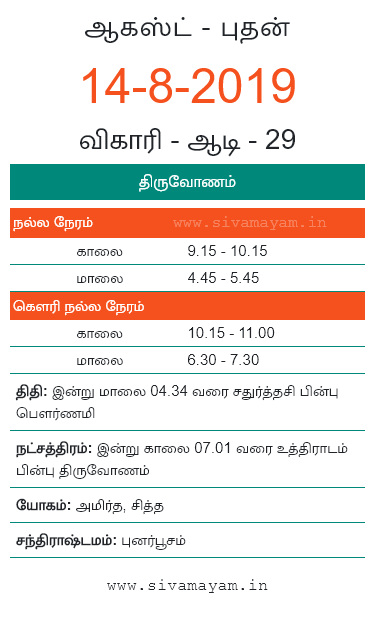 ஆகஸ்ட் - புதன்
14-8-2019
விகாரி - ஆடி - 29
திருவோணம்
நல்ல நேரம் www.sivamayam.in
காலை 9.15 - 10.15
மாலை 4.45 - 5.45
கௌரி நல்ல நேரம்
காலை 10.15 - 11.00
மாலை 6.30 - 7.30
திதி: இன்று மாலை 04.34 வரை சதுர்த்தசி பின்பு
பௌர்ணமி
நட்சத்திரம்: இன்று காலை 07.01 வரை உத்திராடம்
பின்பு திருவோணம்
யோகம்: அமிர்த, சித்த
சந்திராஷ்டமம்: புனர்பூசம்
www.sivamayam.in